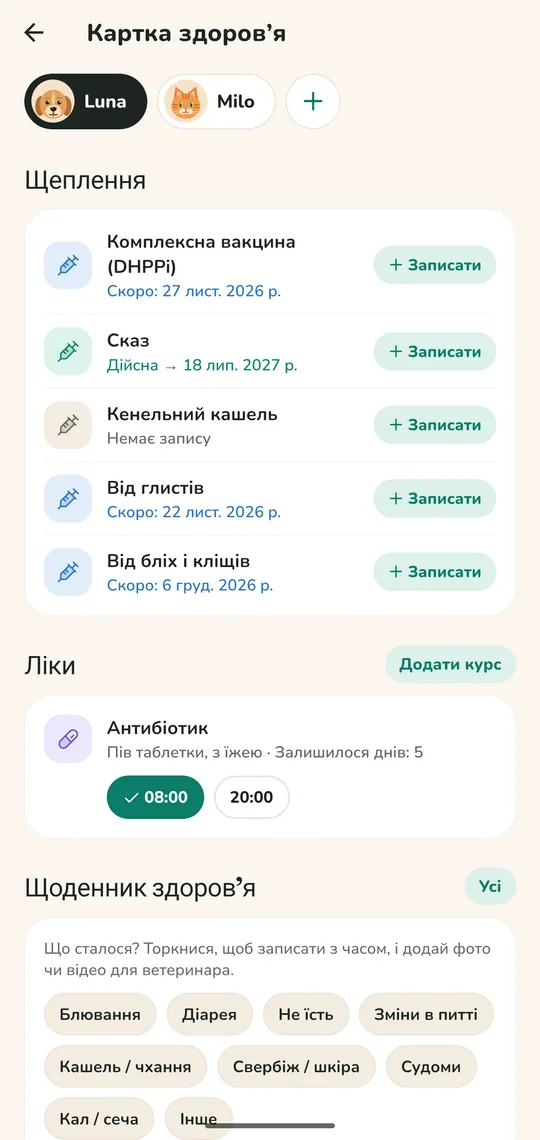 Картка здоров’я
Luna
Milo
Щеплення
Комплексна вакцина
(DHPPi)
Скоро: 27 лист. 2026 р.
+ Записати
Сказ
Дійсна → 18 лип. 2027 р.
+ Записати
Кенельний кашель
Немає запису
+ Записати
Від глистів
Скоро: 22 лист. 2026 р.
+ Записати
Від бліх і кліщів
Скоро: 6 груд. 2026 р.
+ Записати
Ліки
Додати курс
Антибіотик
Пів таблетки, з їжею · Залишилося днів: 5
08:00
20:00
Щоденник здоров’я
Усі
Що сталося? Торкнися, щоб записати з часом, і додай фото
чи відео для ветеринара.
Блювання
Діарея
Не їсть
Зміни в питті
Кашель / чхання
Свербіж / шкіра
Судоми
Кал / сеча
Інше